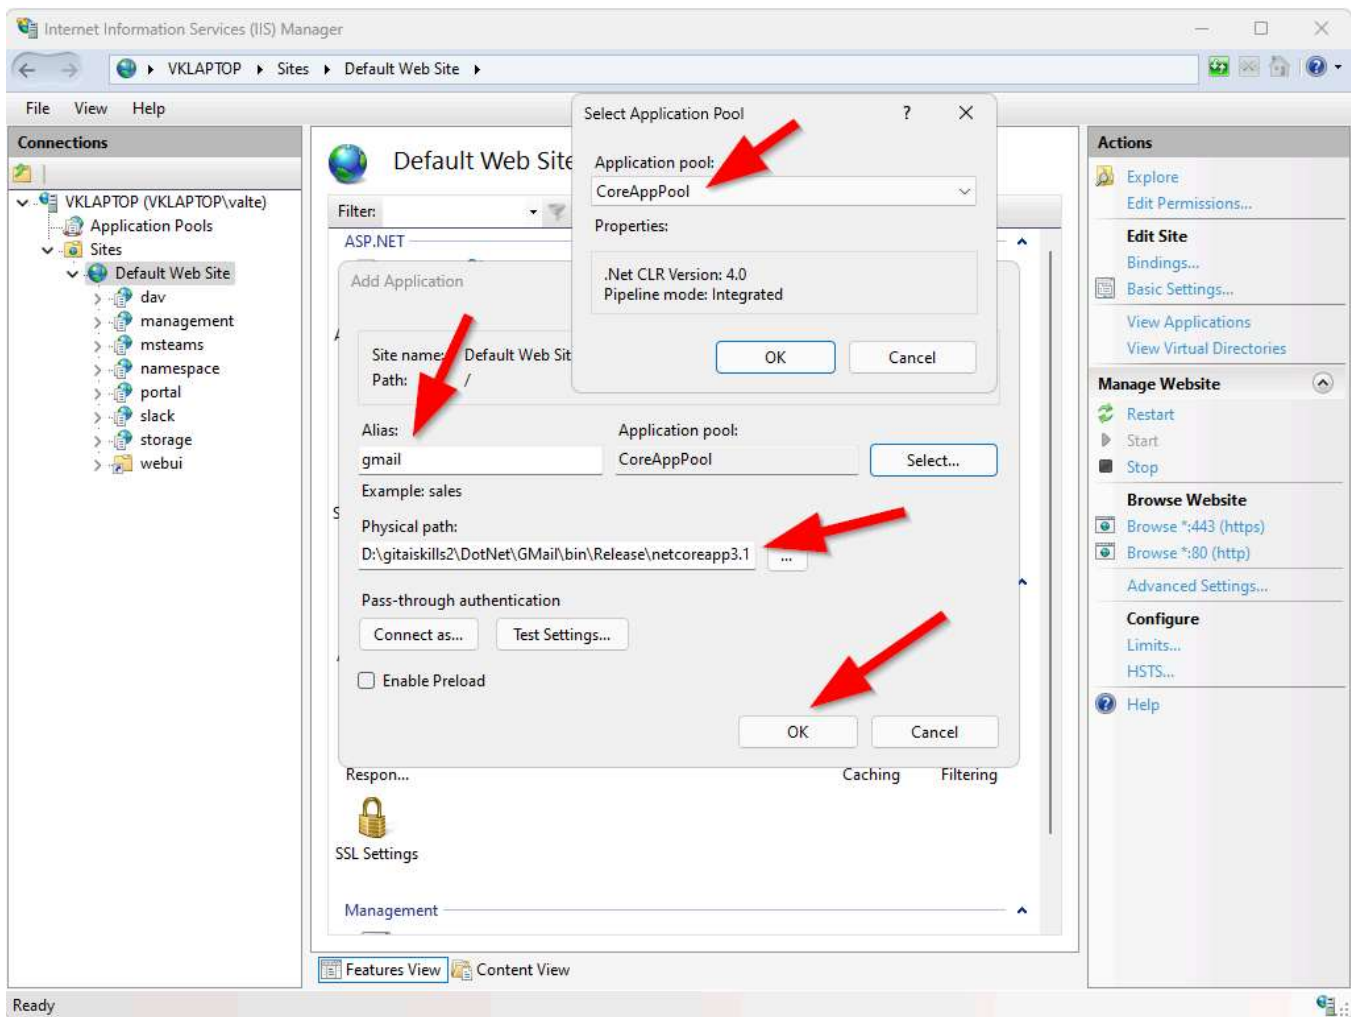 Internet Information Services (IIS) Manager
VKLAPTOP Sites Default Web Site
File View Help
Connections
VKLAPTOP (VKLAPTOP\valte)
Application Pools
Sites
Default Web Site
dav
management
msteams
namespace
portal
slack
storage
webui
Default Web Site
Filter:
ASP.NET
Select Application Pool
?
Application pool:
CoreAppPool
Properties:
.Net CLR Version: 4.0
Pipeline mode: Integrated
OK Cancel
Add Application
Site name: Default Web Sit
Path: /
Alias: Application pool:
gmail CoreAppPool Select...
Example: sales
Physical path:
D:\gitaiskills2\DotNet\GMail\bin\Release\netcoreapp3.1 ...
Pass-through authentication
Connect as... Test Settings...
Enable Preload
OK Cancel
Respon... Caching Filtering
SSL Settings
Management
Features View Content View
Actions
Explore
Edit Permissions...
Edit Site
Bindings...
Basic Settings...
View Applications
View Virtual Directories
Manage Website
Restart
Start
Stop
Browse Website
Browse *:443 (https)
Browse *:80 (http)
Advanced Settings...
Configure
Limits...
HSTS...
Help
Ready